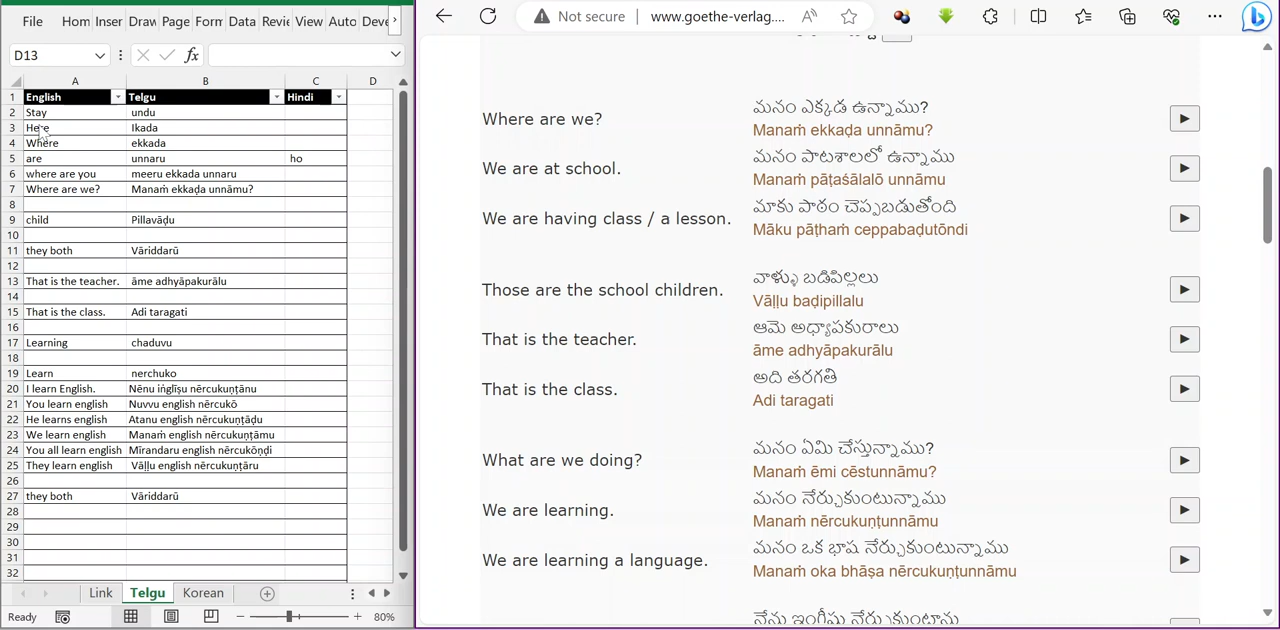 File Hom Inser Draw Page Form Data Revie View Auto Deve
D13 fx
A B C D
1 English Telgu Hindi
2 Stay undu
3 Here Ikada
4 Where ekkada
5 are unnaru ho
6 where are you meeru ekkada unnaru
7 Where are we? Manaṁ ekkaḍa unnāmu?
8
9 child Pillavāḍu
10
11 they both Vāriddarū
12
13 That is the teacher. āme adhyāpakurālu
14
15 That is the class. Adi taragati
16
17 Learning chaduvu
18
19 Learn nerchuko
20 I learn English. Nēnu iṅglīṣu nērcukuṇṭānu
21 You learn english Nuvvu english nērcukō
22 He learns english Atanu english nērcukuṇṭāḍu
23 We learn english Manaṁ english nērcukuṇṭāmu
24 You all learn english Mīrandaru english nērcukōṇḍi
25 They learn english Vāḷḷu english nērcukuṇṭāru
26
27 they both Vāriddarū
28
29
30
31
32
Link Telgu Korean
Ready 80%
Not secure www.goethe-verlag....
Where are we? మనం ఎక్కడ ఉన్నాము?
Manaṁ ekkaḍa unnāmu?
We are at school. మనం పాటశాలలో ఉన్నాము
Manaṁ pāṭaśālalō unnāmu
We are having class / a lesson. మాకు పాఠం చెప్పబడుతోంది
Māku pāṭhaṁ ceppabaḍutōndi
Those are the school children. వాళ్ళు బడిపిల్లలు
Vāḷḷu baḍipillalu
That is the teacher. ఆమె అధ్యాపకురాలు
āme adhyāpakurālu
That is the class. అది తరగతి
Adi taragati
What are we doing? మనం ఏమి చేస్తున్నాము?
Manaṁ ēmi cēstunnāmu?
We are learning. మనం నేర్చుకుంటున్నాము
Manaṁ nērcukuṇṭunnāmu
We are learning a language. మనం ఒక భాష నేర్చుకుంటున్నాము
Manaṁ oka bhāṣa nērcukuṇṭunnāmu
నేను ఇంగ్లీషు నేర్చుకుంటాను